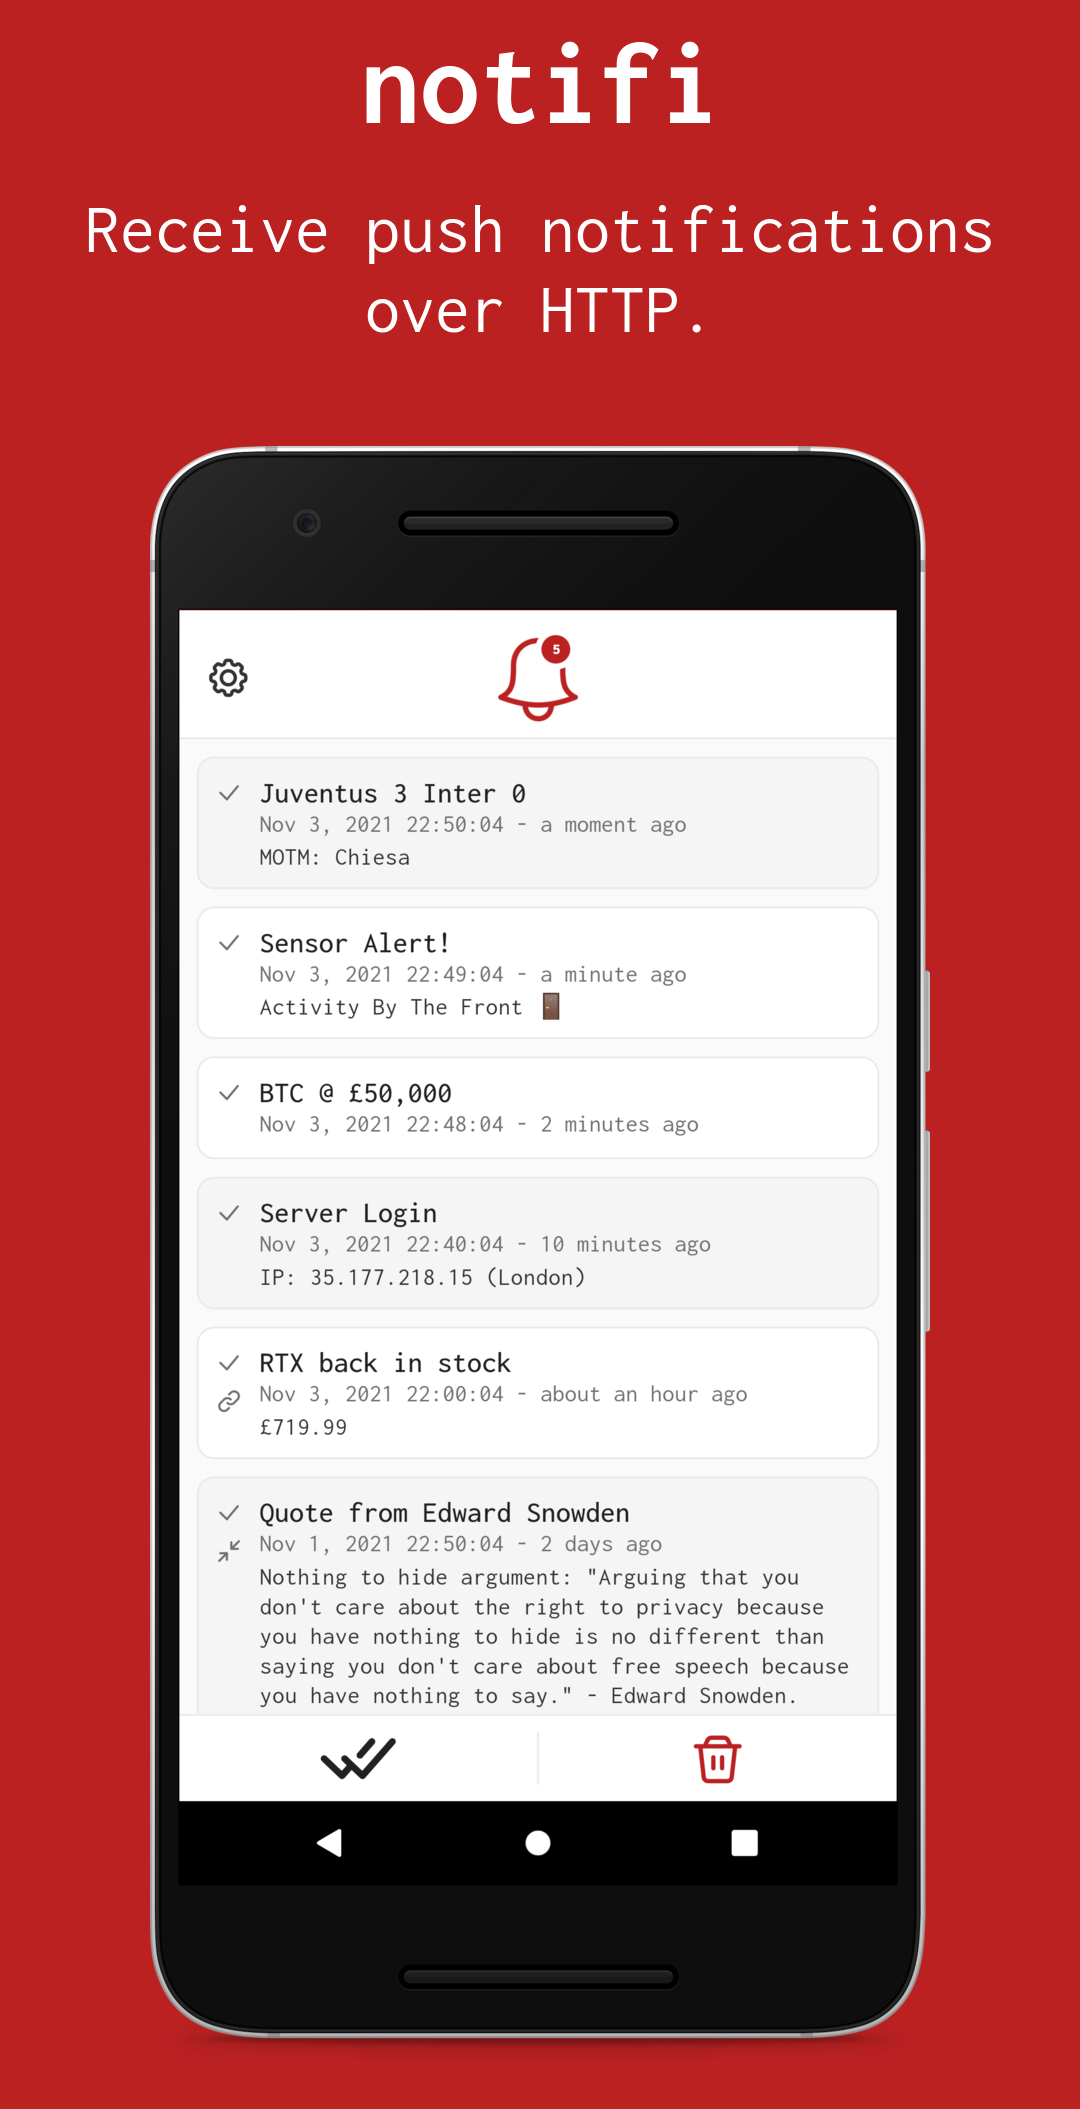 notifi
Receive push notifications
over HTTP.
5
Juventus 3 Inter 0
Nov 3, 2021 22:50:04 - a moment ago
MOTM: Chiesa
Sensor Alert!
Nov 3, 2021 22:49:04 - a minute ago
Activity By The Front 🚪
BTC @ £50,000
Nov 3, 2021 22:48:04 - 2 minutes ago
Server Login
Nov 3, 2021 22:40:04 - 10 minutes ago
IP: 35.177.218.15 (London)
RTX back in stock
Nov 3, 2021 22:00:04 - about an hour ago
£719.99
Quote from Edward Snowden
Nov 1, 2021 22:50:04 - 2 days ago
Nothing to hide argument: "Arguing that you
don't care about the right to privacy because
you have nothing to hide is no different than
saying you don't care about free speech because
you have nothing to say." - Edward Snowden.